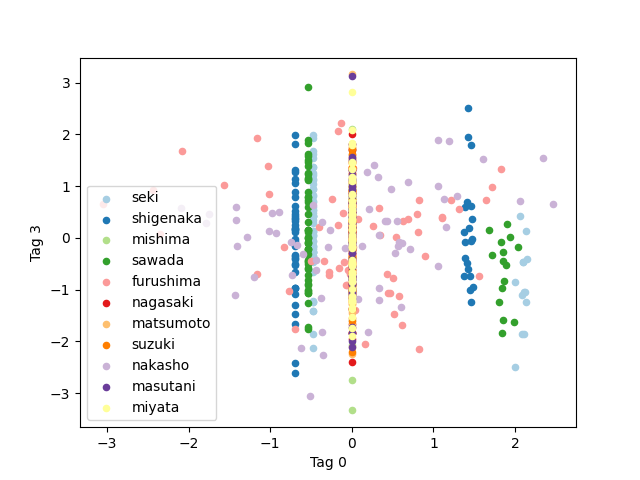 3
2
1
0
−1
−2
−3
Tag 3
seki
shigenaka
mishima
sawada
furushima
nagasaki
matsumoto
suzuki
nakasho
masutani
miyata
−3 −2 −1 0 1 2
Tag 0